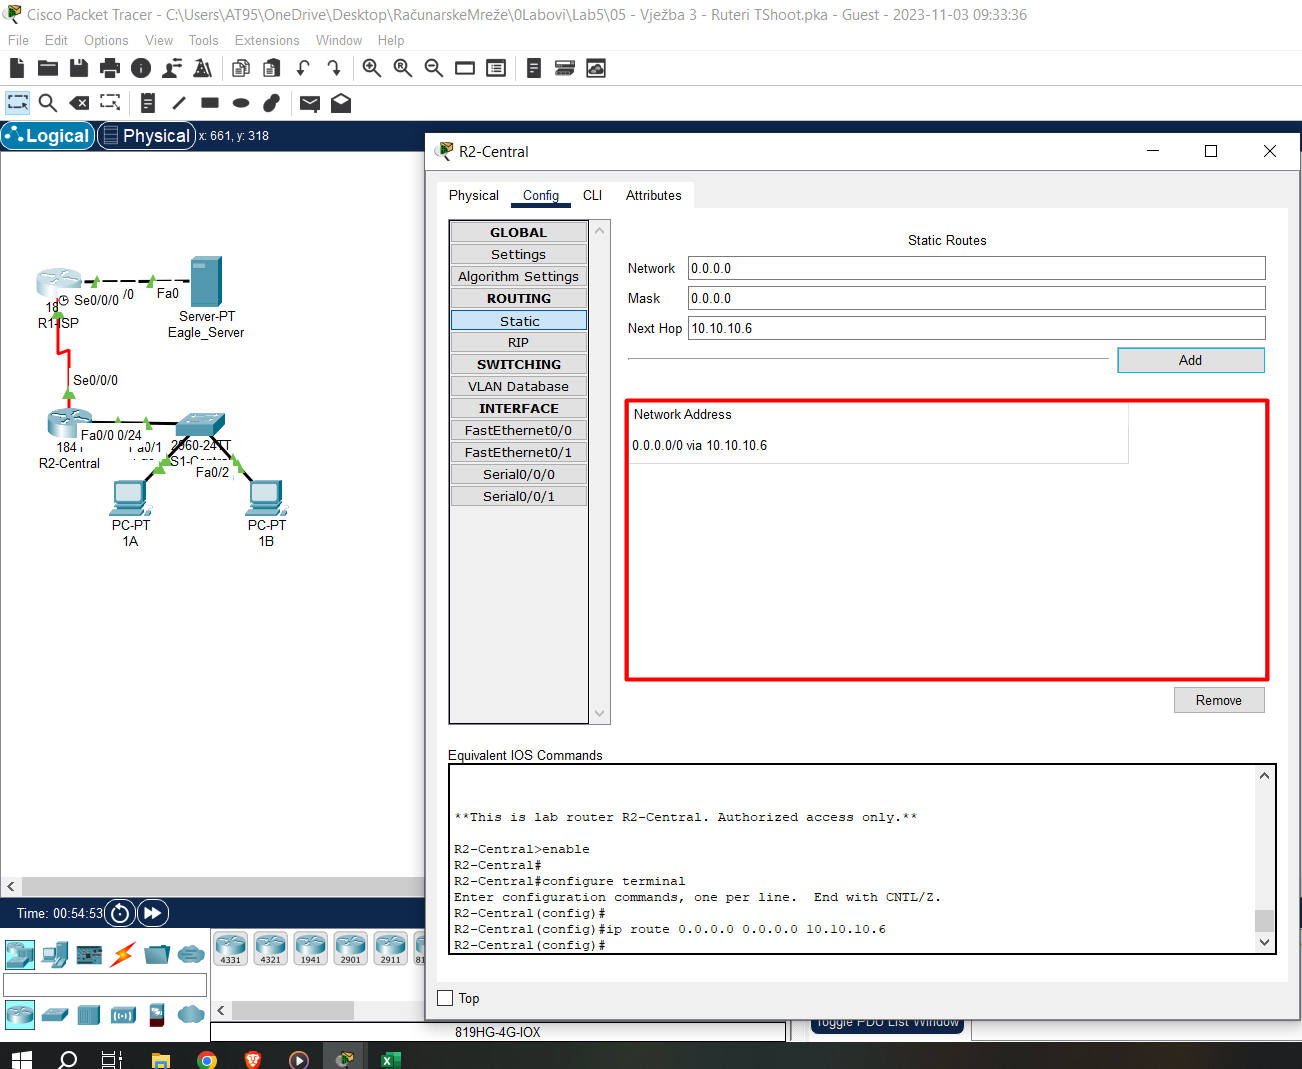 Cisco Packet Tracer - C:\Users\AT95\OneDrive\Desktop\RačunarskeMreže\0Labovi\Lab5\05 - Vježba 3 - Ruteri TShoot.pka - Guest - 2023-11-03 09:33:36
File Edit Options View Tools Extensions Window Help
Logical Physical x: 661, y: 318
R2-Central
Physical Config CLI Attributes
GLOBAL
Settings
Algorithm Settings
ROUTING
Static
RIP
SWITCHING
VLAN Database
INTERFACE
FastEthernet0/0
FastEthernet0/1
Serial0/0/0
Serial0/0/1
Static Routes
Network 0.0.0.0
Mask 0.0.0.0
Next Hop 10.10.10.6
Add
Network Address
0.0.0.0/0 via 10.10.10.6
Remove
Equivalent IOS Commands
**This is lab router R2-Central. Authorized access only.**
R2-Central>enable
R2-Central#
R2-Central#configure terminal
Enter configuration commands, one per line. End with CNTL/Z.
R2-Central(config)#
R2-Central(config)#ip route 0.0.0.0 0.0.0.0 10.10.10.6
R2-Central(config)#
Top
Se0/0/0 /0 Fa0
18
R1-ISP
Server-PT
Eagle_Server
Se0/0/0
Fa0/0 0/24
1841
R2-Central
2960-24TT
Fa0/2
PC-PT
1A
PC-PT
1B
Time: 00:54:53
4331 4321 1941 2901 2911
819HG-4G-IOX
Toggle PDU List Window